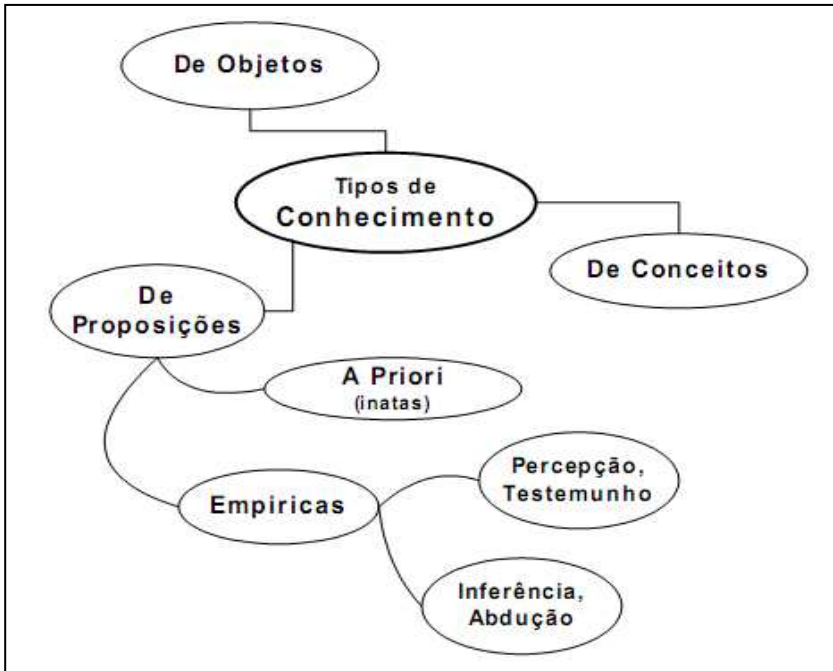 De Objetos
Tipos de
Conhecimento
De Conceitos
De
Proposições
A Priori
(inatas)
Empiricas
Percepção,
Testemunho
Inferência,
Abdução